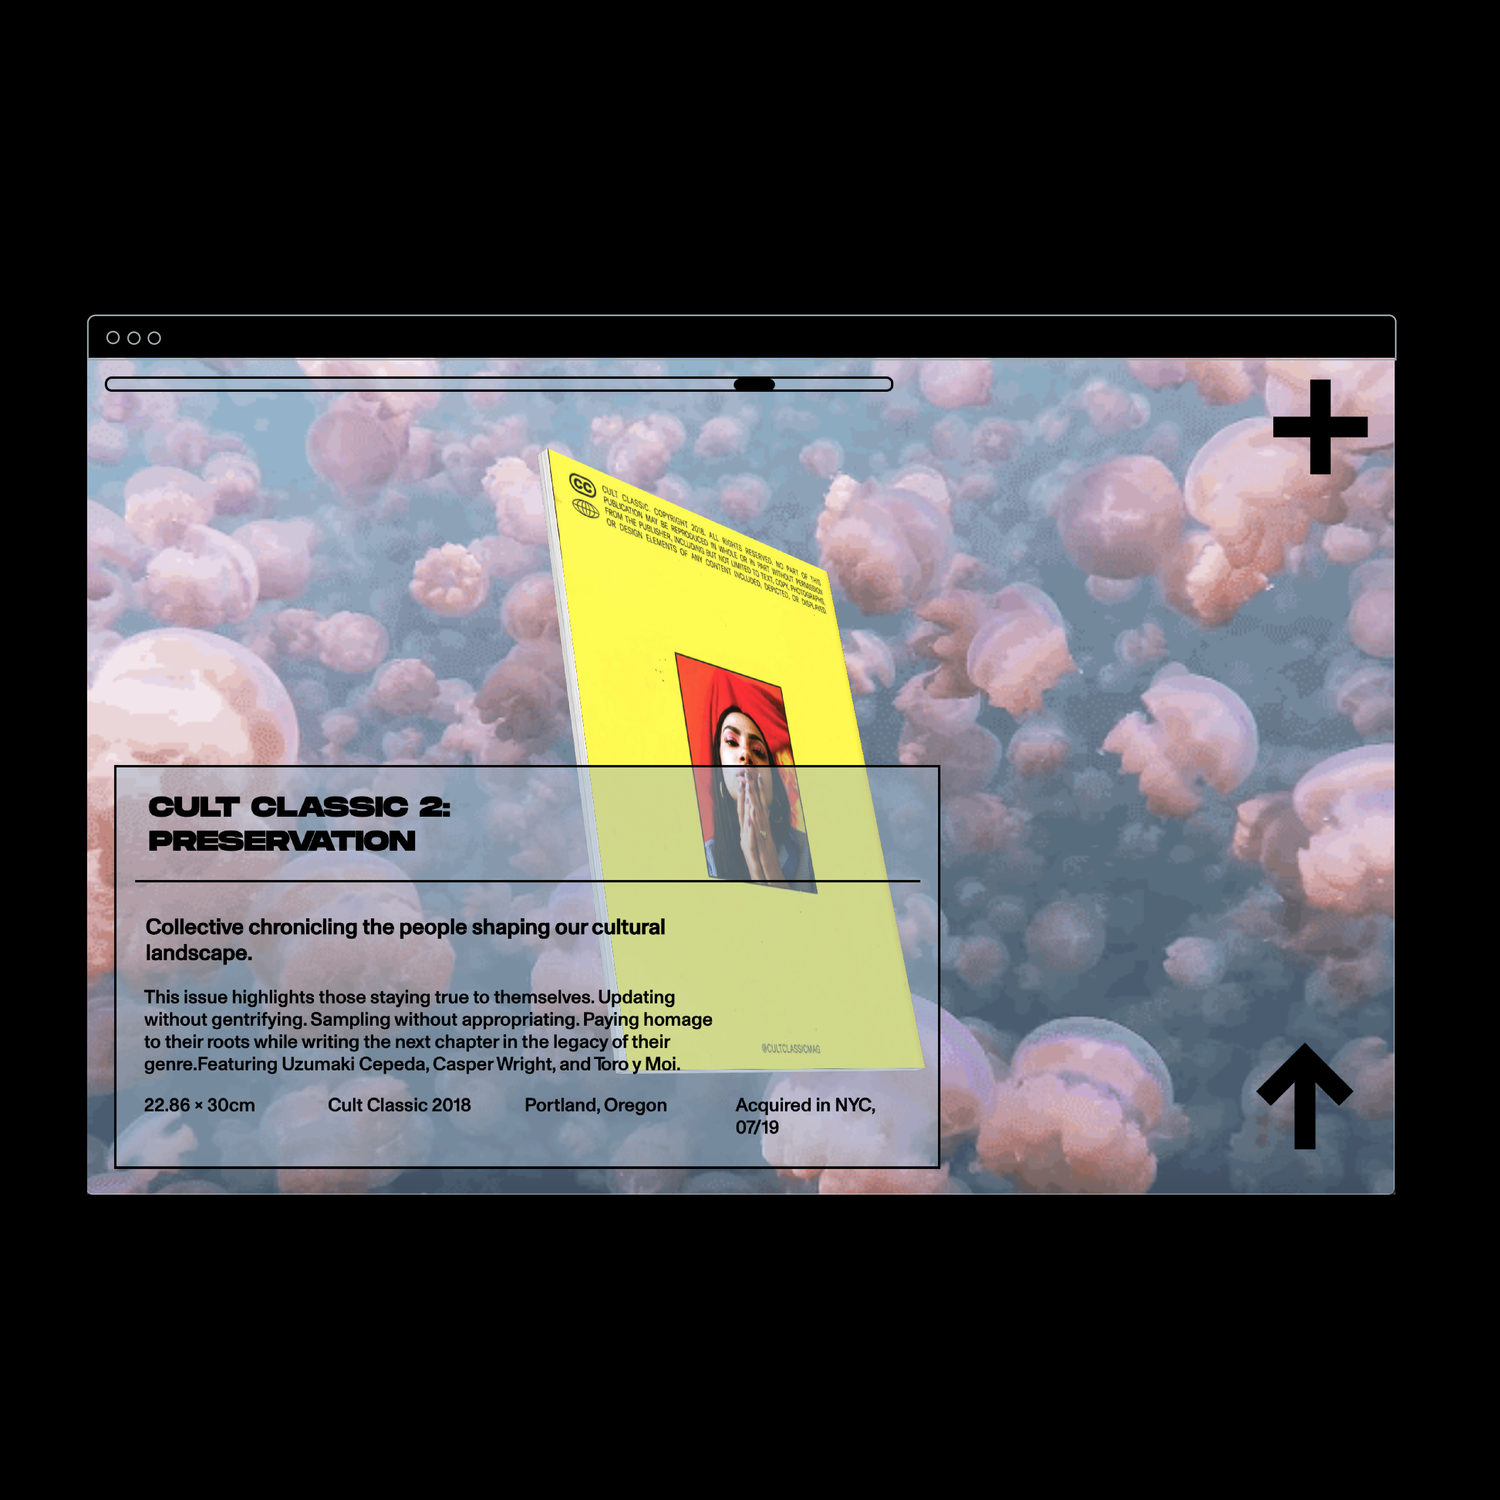 CC
CULT CLASSIC. COPYRIGHT 2018. ALL RIGHTS RESERVED. NO PART OF THIS
PUBLICATION MAY BE REPRODUCED IN WHOLE OR IN PART WITHOUT PERMISSION
FROM THE PUBLISHER, INCLUDING BUT NOT LIMITED TO TEXT, COPY, PHOTOGRAPHS,
OR DESIGN ELEMENTS OF ANY CONTENT INCLUDED, DEPICTED, OR DISPLAYED
CULT CLASSIC 2:
PRESERVATION
Collective chronicling the people shaping our cultural
landscape.
This issue highlights those staying true to themselves. Updating
without gentrifying. Sampling without appropriating. Paying homage
to their roots while writing the next chapter in the legacy of their
genre.Featuring Uzumaki Cepeda, Casper Wright, and Toro y Moi.
@CULTCLASSICMAG
22.86 × 30cm
Cult Classic 2018
Portland, Oregon
Acquired in NYC,
07/19